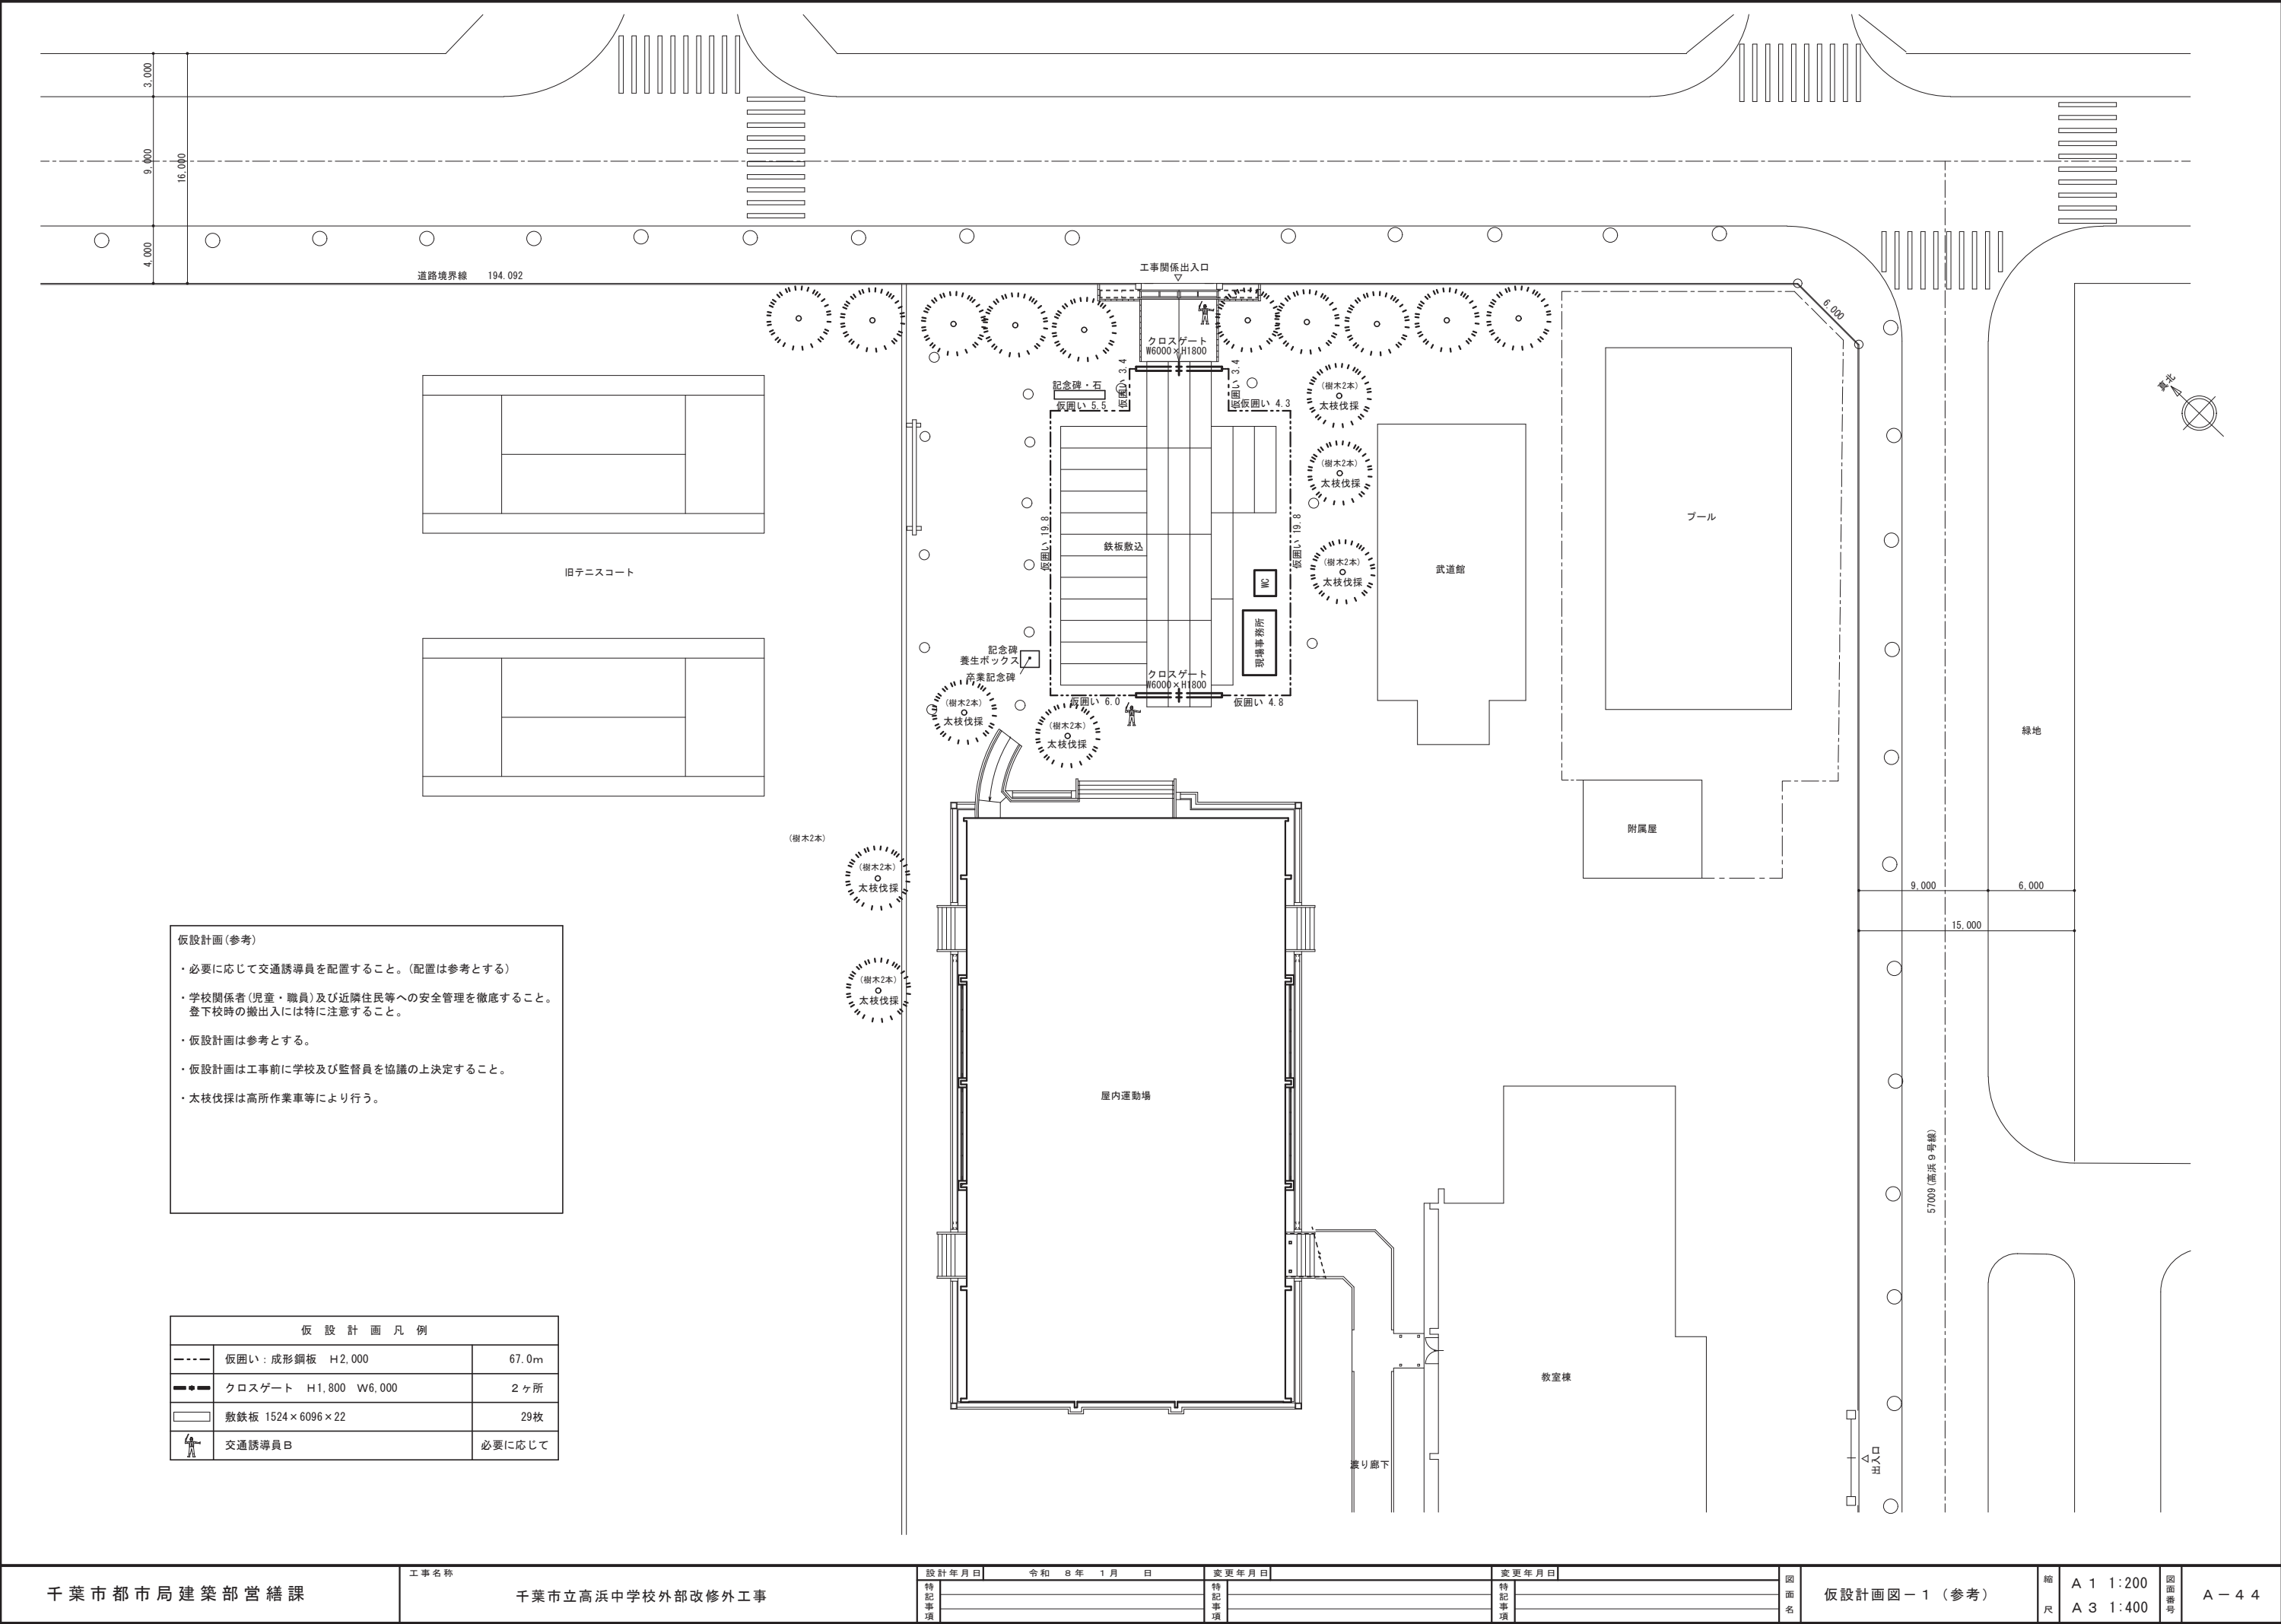 3,000
9,000
16,000
4,000
道路境界線 194.092
工事関係出入口
6,000
クロスゲート
W6000×H1800
真北
仮囲い 3.4
仮囲い 3.4
記念碑・石
仮囲い 5.5
仮囲い 4.3
(樹木2本)
太枝伐採
(樹木2本)
太枝伐採
(樹木2本)
太枝伐採
仮囲い 19.8
仮囲い 19.8
鉄板敷込
旧テニスコート
WC
現場事務所
武道館
プール
緑地
記念碑
養生ボックス
卒業記念碑
クロスゲート
W6000×H1800
仮囲い 6.0
仮囲い 4.8
(樹木2本)
太枝伐採
(樹木2本)
太枝伐採
附属屋
(樹木2本)
(樹木2本)
太枝伐採
(樹木2本)
太枝伐採
9,000
6,000
15,000
仮設計画(参考)
・必要に応じて交通誘導員を配置すること。(配置は参考とする)
・学校関係者(児童・職員)及び近隣住民等への安全管理を徹底すること。
登下校時の搬出入には特に注意すること。
・仮設計画は参考とする。
・仮設計画は工事前に学校及び監督員を協議の上決定すること。
・太枝伐採は高所作業車等により行う。
屋内運動場
57009(高浜9号線)
教室棟
渡り廊下
出入口
仮設計画凡例
仮囲い:成形鋼板 H2,000 67.0m
クロスゲート H1,800 W6,000 2ヶ所
敷鉄板 1524×6096×22 29枚
交通誘導員B 必要に応じて
千葉市都市局建築部営繕課
工事名称
千葉市立高浜中学校外部改修外工事
設計年月日 令和 8年 1月 日
特記事項
変更年月日
特記事項
変更年月日
特記事項
図面名
仮設計画図-1(参考)
縮尺
A1 1:200
A3 1:400
図面番号
A-44